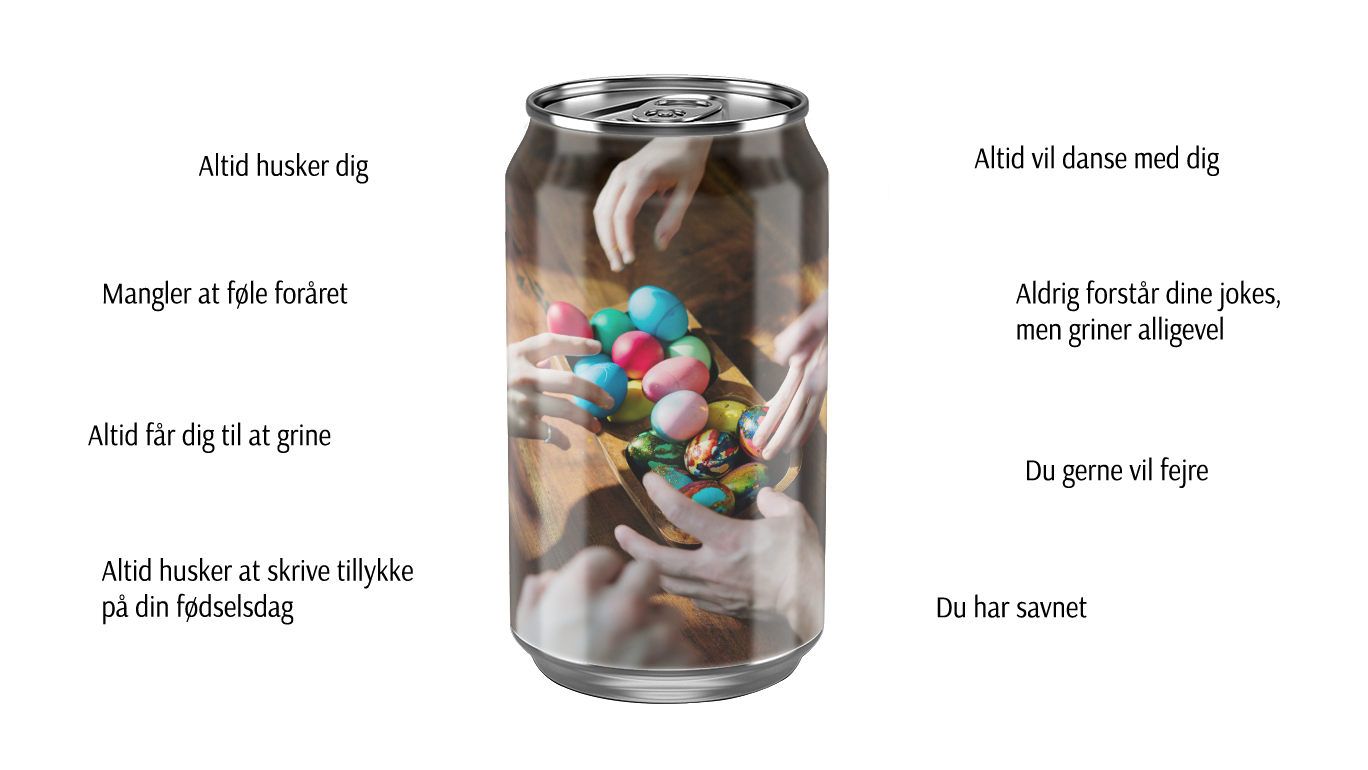 Altid husker dig
Mangler at føle foråret
Altid får dig til at grine
Altid husker at skrive tillykke
på din fødselsdag
Altid vil danse med dig
Aldrig forstår dine jokes,
men griner alligevel
Du gerne vil fejre
Du har savnet